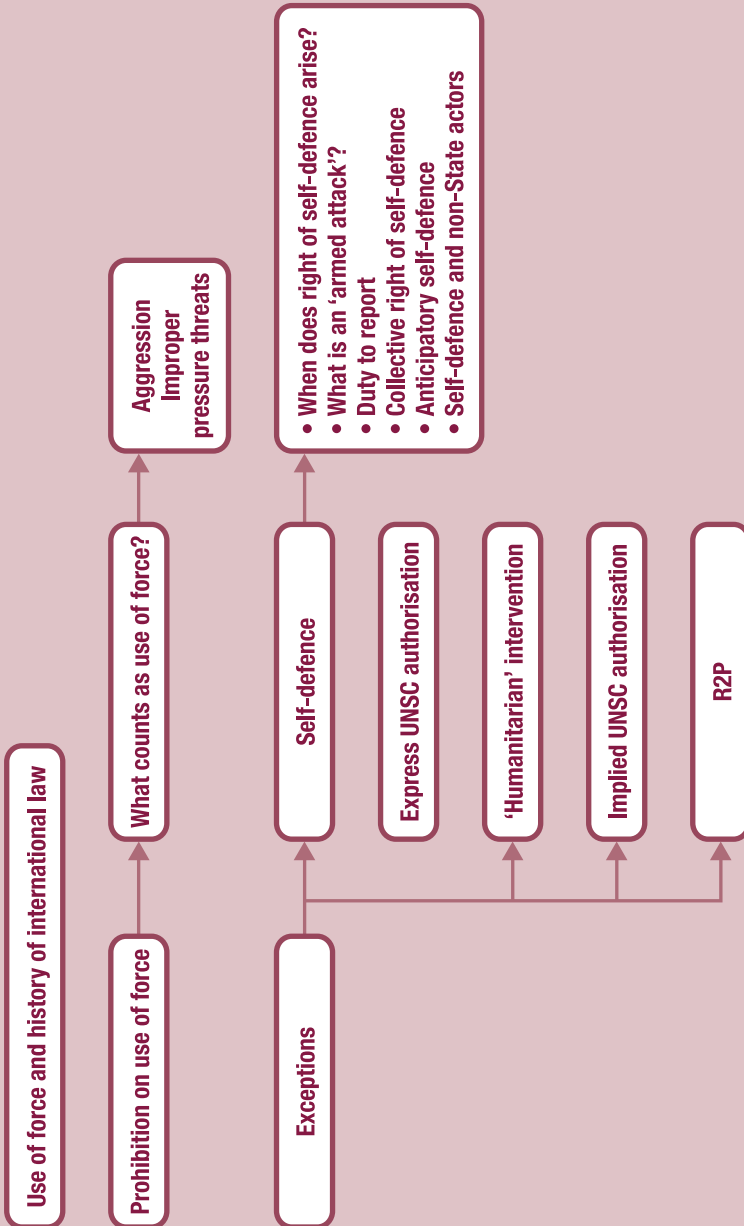 Use of force and history of international law
Prohibition on use of force
What counts as use of force?
Aggression
Improper
pressure threats
Exceptions
Self-defence
• When does right of self-defence arise?
• What is an ‘armed attack’?
• Duty to report
• Collective right of self-defence
• Anticipatory self-defence
• Self-defence and non-State actors
Express UNSC authorisation
‘Humanitarian’ intervention
Implied UNSC authorisation
R2P